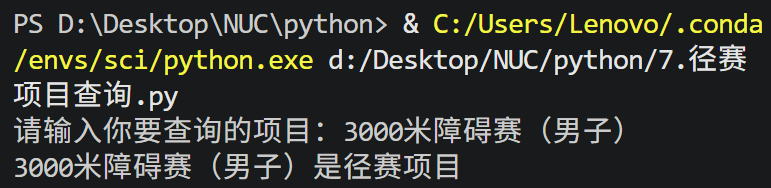 PS D:\Desktop\NUC\python> & C:/Users/Lenovo/.conda
/envs/sci/python.exe d:/Desktop/NUC/python/7.径赛
项目查询.py
请输入你要查询的项目：3000米障碍赛（男子）
3000米障碍赛（男子）是径赛项目